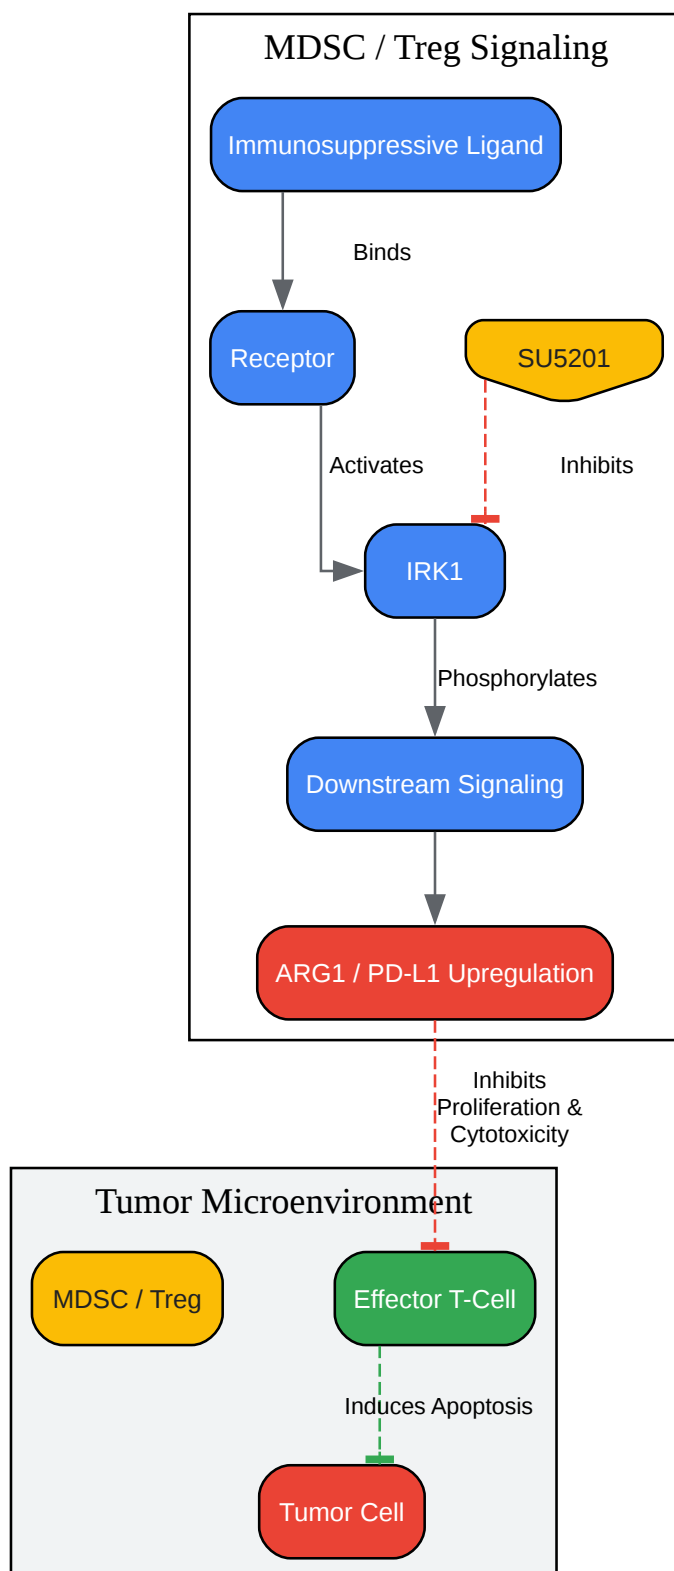 MDSC / Treg Signaling
Immunosuppressive Ligand
Binds
Receptor
SU5201
Activates
Inhibits
IRK1
Phosphorylates
Downstream Signaling
ARG1 / PD-L1 Upregulation
Inhibits
Proliferation &
Cytotoxicity
Tumor Microenvironment
MDSC / Treg
Effector T-Cell
Induces Apoptosis
Tumor Cell